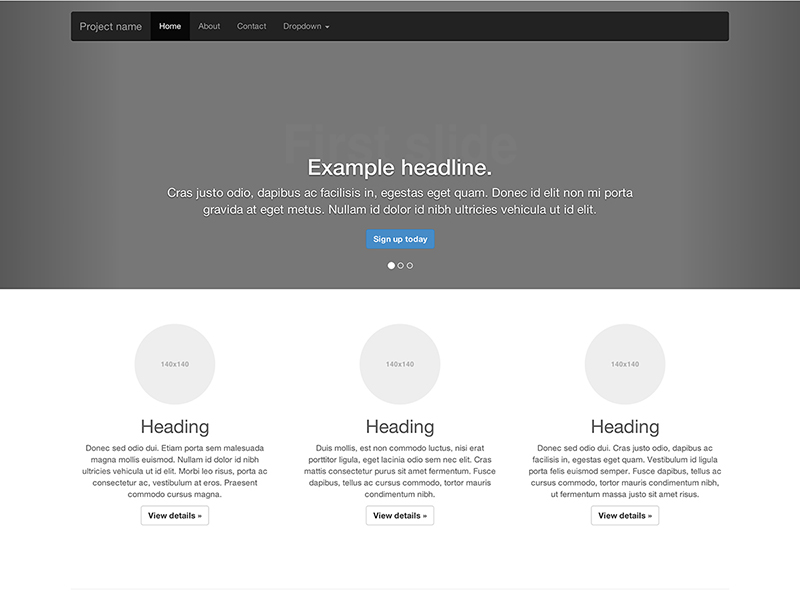 Project name Home About Contact Dropdown
First slide
Example headline.
Cras justo odio, dapibus ac facilisis in, egestas eget quam. Donec id elit non mi porta
gravida at eget metus. Nullam id dolor id nibh ultricies vehicula ut id elit.
Sign up today
140x140
Heading
Donec sed odio dui. Etiam porta sem malesuada
magna mollis euismod. Nullam id dolor id nibh
ultricies vehicula ut id elit. Morbi leo risus, porta ac
consectetur ac, vestibulum at eros. Praesent
commodo cursus magna.
View details »
140x140
Heading
Duis mollis, est non commodo luctus, nisi erat
porttitor ligula, eget lacinia odio sem nec elit. Cras
mattis consectetur purus sit amet fermentum. Fusce
dapibus, tellus ac cursus commodo, tortor mauris
condimentum nibh.
View details »
140x140
Heading
Donec sed odio dui. Cras justo odio, dapibus ac
facilisis in, egestas eget quam. Vestibulum id ligula
porta felis euismod semper. Fusce dapibus, tellus ac
cursus commodo, tortor mauris condimentum nibh,
ut fermentum massa justo sit amet risus.
View details »